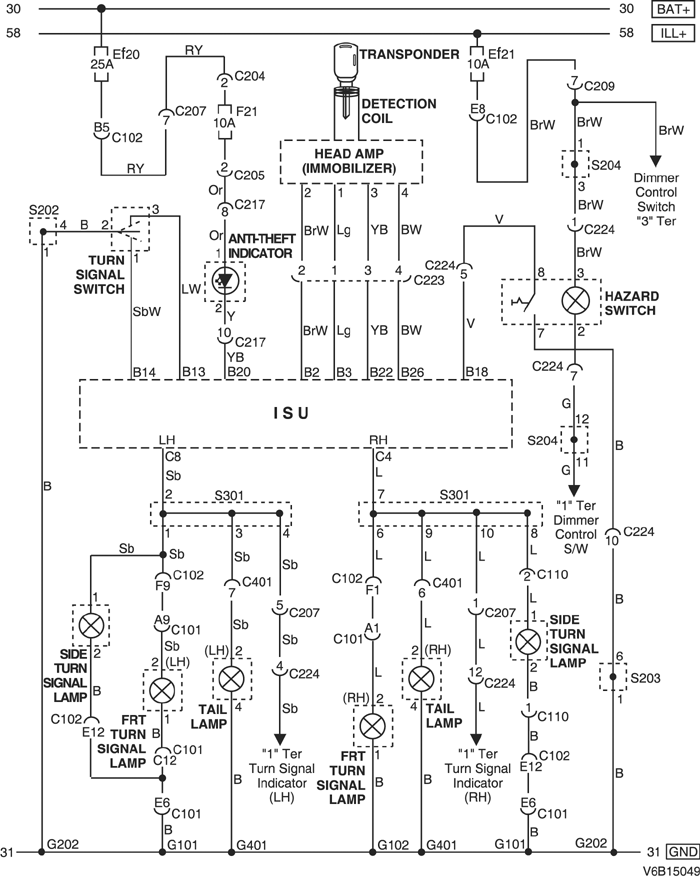 30 30 BAT+
58 58 ILL+
Ef20
25A
RY
C204
2
F21
10A
C207
7
B5
C102
RY
2
C205
Or
C217
8
Or
TRANSPONDER
DETECTION
COIL
HEAD AMP
(IMMOBILIZER)
2 1 3 4
BrW Lg YB BW
2 1 3 4
C223
BrW Lg YB BW
Ef21
10A
E8
C102
BrW
7
C209
BrW
BrW
1
S204
3
BrW
1
C224
BrW
Dimmer
Control
Switch
"3" Ter
S202
4 B 2
3
1
1
TURN
SIGNAL
SWITCH
SbW
LW
ANTI-THEFT
INDICATOR
1
2
Y
10
C217
YB
V
C224
5
V
8 3
HAZARD
SWITCH
7 2
C224
7
G
12
S204
11
G
"1" Ter
Dimmer
Control
S/W
B14 B13 B20 B2 B3 B22 B26 B18
ISU
LH RH
C8 C4
Sb L
B
B
C224
10
B
2 S301
1 3 4
7 S301
6 9 10 8
Sb Sb Sb Sb
L L L L
C102
F9
C401
7
5
C207
A9
C101
Sb Sb Sb
1
2
SIDE
TURN
SIGNAL
LAMP
B
C102
E12
2 (LH)
1
FRT
TURN
SIGNAL
LAMP
B
C101
C12
E6
C101
B
(LH) 2
4
TAIL
LAMP
B
4
C224
Sb
"1" Ter
Turn Signal
Indicator
(LH)
C102
F1
C101
A1
L
(RH) 2
1
FRT
TURN
SIGNAL
LAMP
B
C401
6
L
2 (RH)
4
TAIL
LAMP
B
1
C207
L
12
C224
L
"1" Ter
Turn Signal
Indicator
(RH)
C110
2
L
1
SIDE
TURN
SIGNAL
LAMP
2
B
1
C110
B
C102
E12
E6
C101
B
6
S203
1
B
31 G202 G101 G401 G102 G401 G101 G202 31 GND
V6B15049